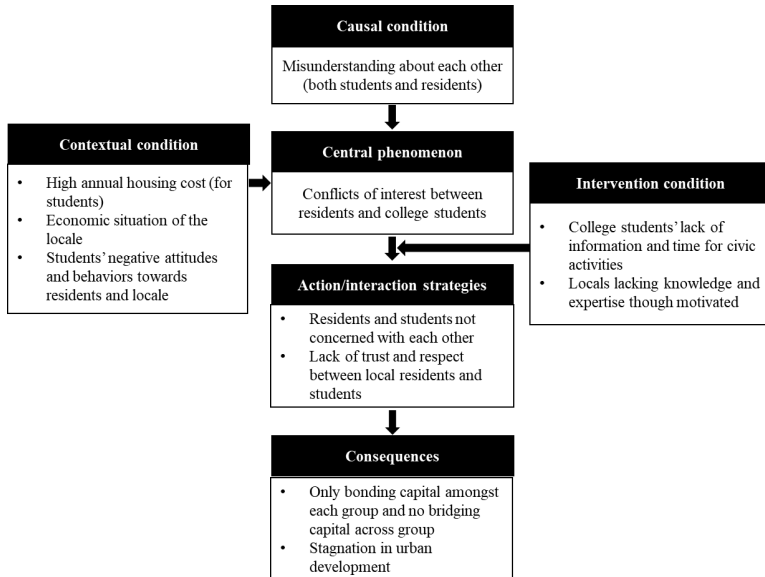 Causal condition
Misunderstanding about each other
(both students and residents)
Contextual condition
• High annual housing cost (for
students)
• Economic situation of the
locale
• Students' negative attitudes
and behaviors towards
residents and locale
Central phenomenon
Conflicts of interest between
residents and college students
Intervention condition
• College students' lack of
information and time for civic
activities
• Locals lacking knowledge and
expertise though motivated
Action/interaction strategies
• Residents and students not
concerned with each other
• Lack of trust and respect
between local residents and
students
Consequences
• Only bonding capital amongst
each group and no bridging
capital across group
• Stagnation in urban
development